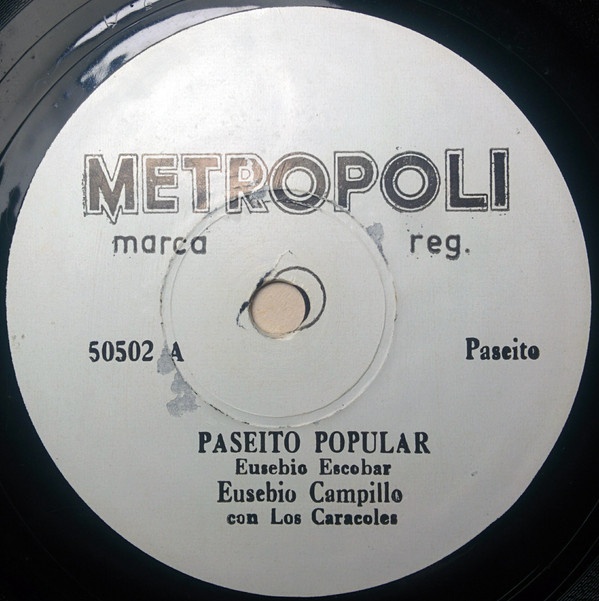 METROPOLI
marca reg.
50502 A Paseito
PASEITO POPULAR
Eusebio Escobar
Eusebio Campillo
con Los Caracoles